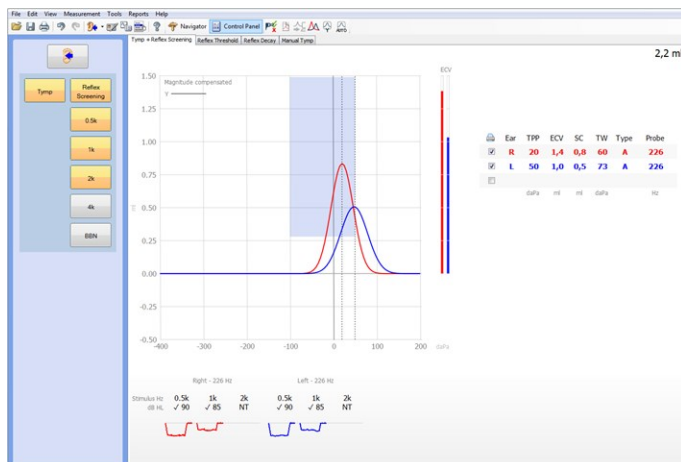 File Edit View Measurement Tools Reports Help
Navigator Control Panel
Tymp + Reflex Screening Reflex Threshold Reflex Decay Manual Tymp
2,2 ml
Tymp
Reflex
Screening
0.5k
1k
2k
4k
BBN
Magnitude compensated
Y
1.50
1.25
1.00
0.75
0.50
0.25
0.00
-0.25
-0.50
-400 -300 -200 -100 0 100 200
ECV
daPa
Ear TPP ECV SC TW Type Probe
R 20 1,4 0,8 60 A 226
L 50 1,0 0,5 73 A 226
daPa ml ml daPa Hz
Right - 226 Hz Left - 226 Hz
Stimulus Hz 0.5k 1k 2k 0.5k 1k 2k
dB HL ✓ 90 ✓ 85 NT ✓ 90 ✓ 85 NT